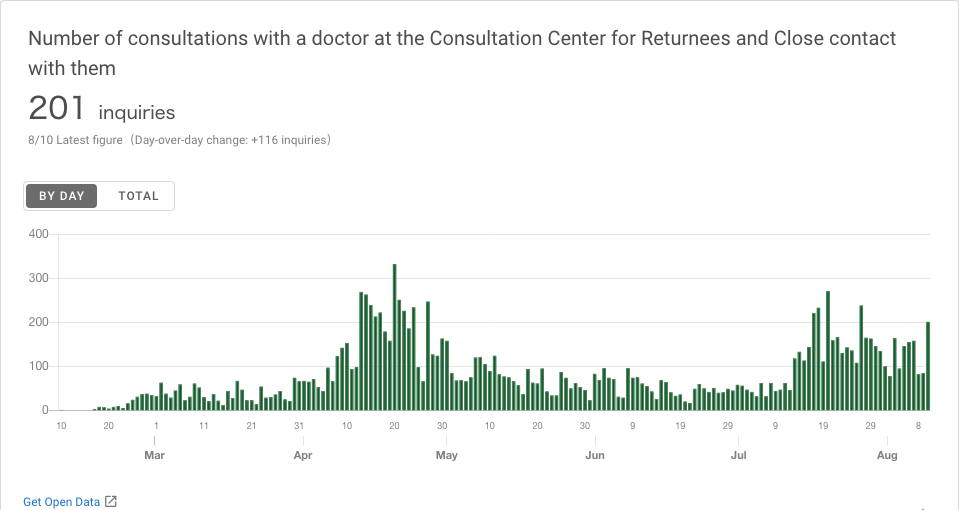 Number of consultations with a doctor at the Consultation Center for Returnees and Close contact
with them
201 inquiries
8/10 Latest figure（Day-over-day change: +116 inquiries）
BY DAY TOTAL
400
300
200
100
0
10 20 1 11 21 31 10 20 30 10 20 30 9 19 29 9 19 29 8
Mar Apr May Jun Jul Aug
Get Open Data